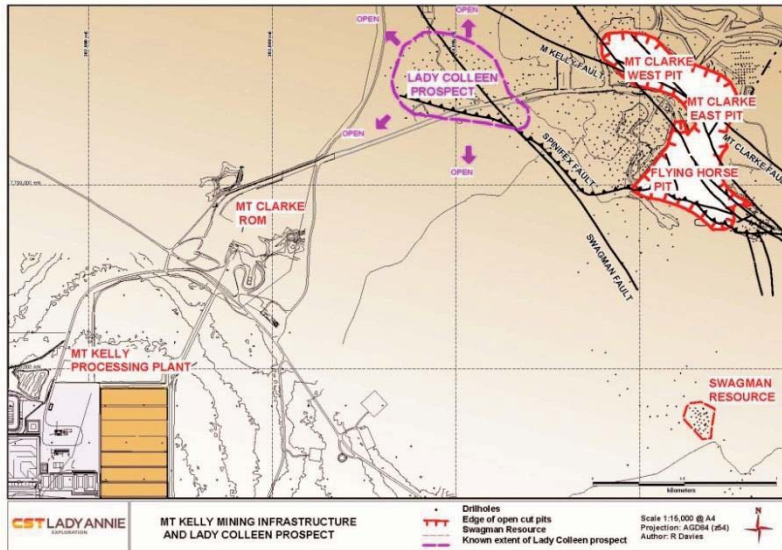 OPEN
OPEN
M KELLY FAULT
MT CLARKE
WEST PIT
LADY COLLEEN
PROSPECT
MT CLARKE
EAST PIT
OPEN
SPINIFEX FAULT
MT CLARKE FAU
OPEN
FLYING HORSE
PIT
MT CLARKE
ROM
SWAGMAN FAULT
MT KELLY
PROCESSING PLANT
SWAGMAN
RESOURCE
kilometers
CST LADY ANNIE
EXPLORATION
MT KELLY MINING INFRASTRUCTURE
AND LADY COLLEEN PROSPECT
Drillholes
Edge of open cut pits
Swagman Resource
Known extent of Lady Colleen prospect
Scale 1:15,000 @ A4
Projection: AGD84 (z54)
Author: R Davies
N